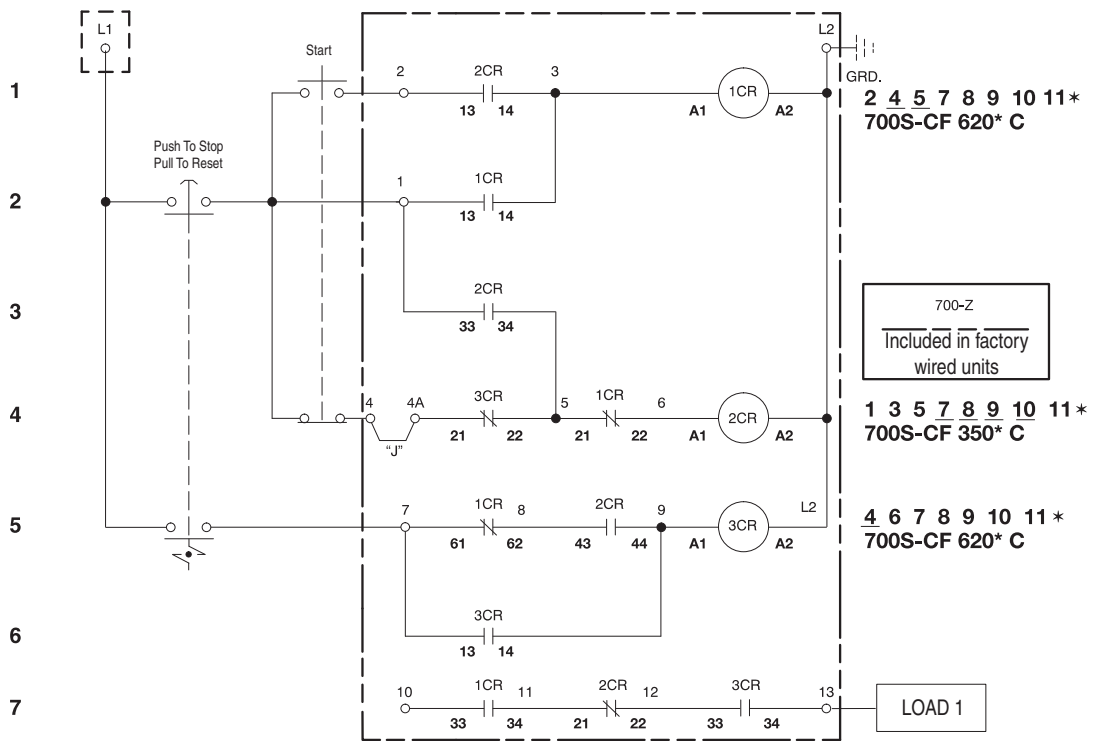 L1
L2
Start
GRD.
1
2
2CR
3
13 14
1CR
A1 A2
2 4 5 7 8 9 10 11*
700S-CF 620* C
Push To Stop
Pull To Reset
2
1
1CR
13 14
3
2CR
33 34
700-Z
Included in factory
wired units
4
4
4A
3CR
21 22
5
1CR
21 22
6
2CR
A1 A2
"J"
1 3 5 7 8 9 10 11*
700S-CF 350* C
5
7
1CR
61 62
8
2CR
43 44
9
3CR
A1 A2
L2
4 6 7 8 9 10 11*
700S-CF 620* C
6
3CR
13 14
7
10
1CR
33 34
11
2CR
21 22
12
3CR
33 34
13
LOAD 1